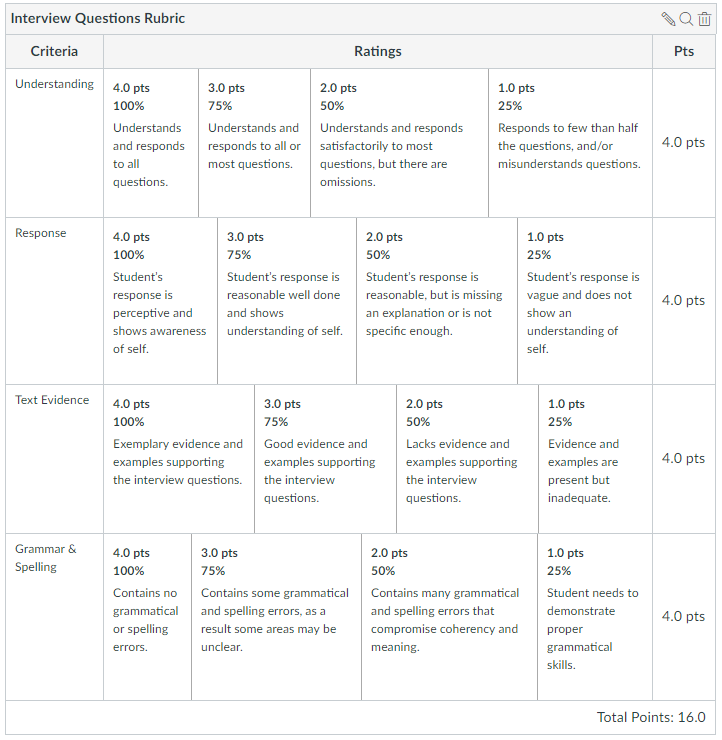 Interview Questions Rubric
Criteria
Ratings
Pts
Understanding
4.0 pts
100%
Understands
and responds
to all
questions.
3.0 pts
75%
Understands and
responds to all or
most questions.
2.0 pts
50%
Understands and responds
satisfactorily to most
questions, but there are
omissions.
1.0 pts
25%
Responds to few than half
the questions, and/or
misunderstands questions.
4.0 pts
Response
4.0 pts
100%
Student's
response is
perceptive and
shows awareness
of self.
3.0 pts
75%
Student's response is
reasonable well done
and shows
understanding of self.
2.0 pts
50%
Student's response is
reasonable, but is missing
an explanation or is not
specific enough.
1.0 pts
25%
Student's response is
vague and does not
show an
understanding of
self.
4.0 pts
Text Evidence
4.0 pts
100%
Exemplary evidence and
examples supporting
the interview questions.
3.0 pts
75%
Good evidence and
examples supporting
the interview
questions.
2.0 pts
50%
Lacks evidence and
examples supporting
the interview
questions.
1.0 pts
25%
Evidence and
examples are
present but
inadequate.
4.0 pts
Grammar &
Spelling
4.0 pts
100%
Contains no
grammatical
or spelling
errors.
3.0 pts
75%
Contains some grammatical
and spelling errors, as a
result some areas may be
unclear.
2.0 pts
50%
Contains many grammatical
and spelling errors that
compromise coherency and
meaning.
1.0 pts
25%
Student needs to
demonstrate
proper
grammatical
skills.
4.0 pts
Total Points: 16.0